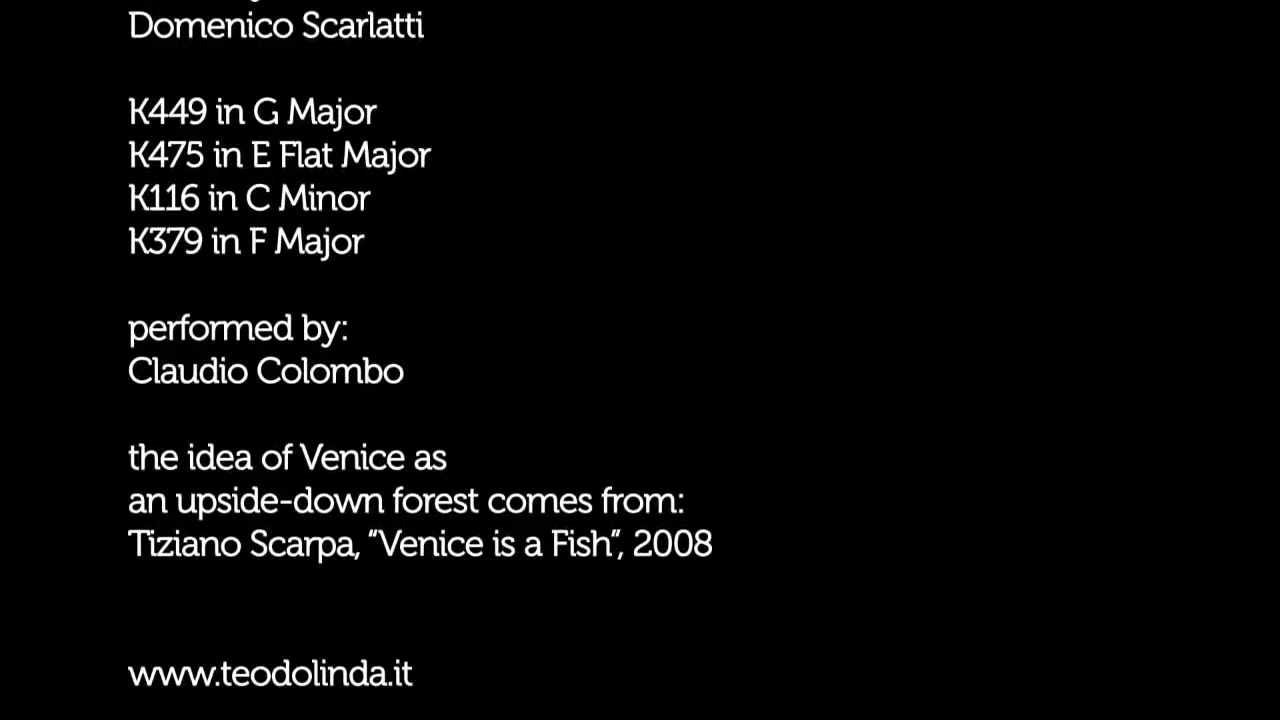 Domenico Scarlatti
K449 in G Major
K475 in E Flat Major
K116 in C Minor
K379 in F Major
performed by:
Claudio Colombo
the idea of Venice as
an upside-down forest comes from:
Tiziano Scarpa, “Venice is a Fish”, 2008
www.teodolinda.it